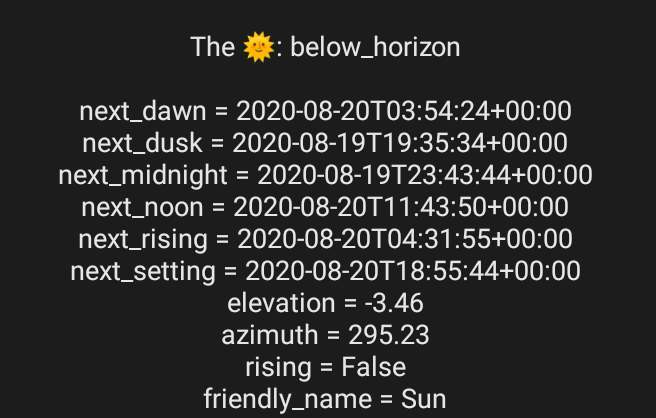 The 🌞: below_horizon
next_dawn = 2020-08-20T03:54:24+00:00
next_dusk = 2020-08-19T19:35:34+00:00
next_midnight = 2020-08-19T23:43:44+00:00
next_noon = 2020-08-20T11:43:50+00:00
next_rising = 2020-08-20T04:31:55+00:00
next_setting = 2020-08-20T18:55:44+00:00
elevation = -3.46
azimuth = 295.23
rising = False
friendly_name = Sun